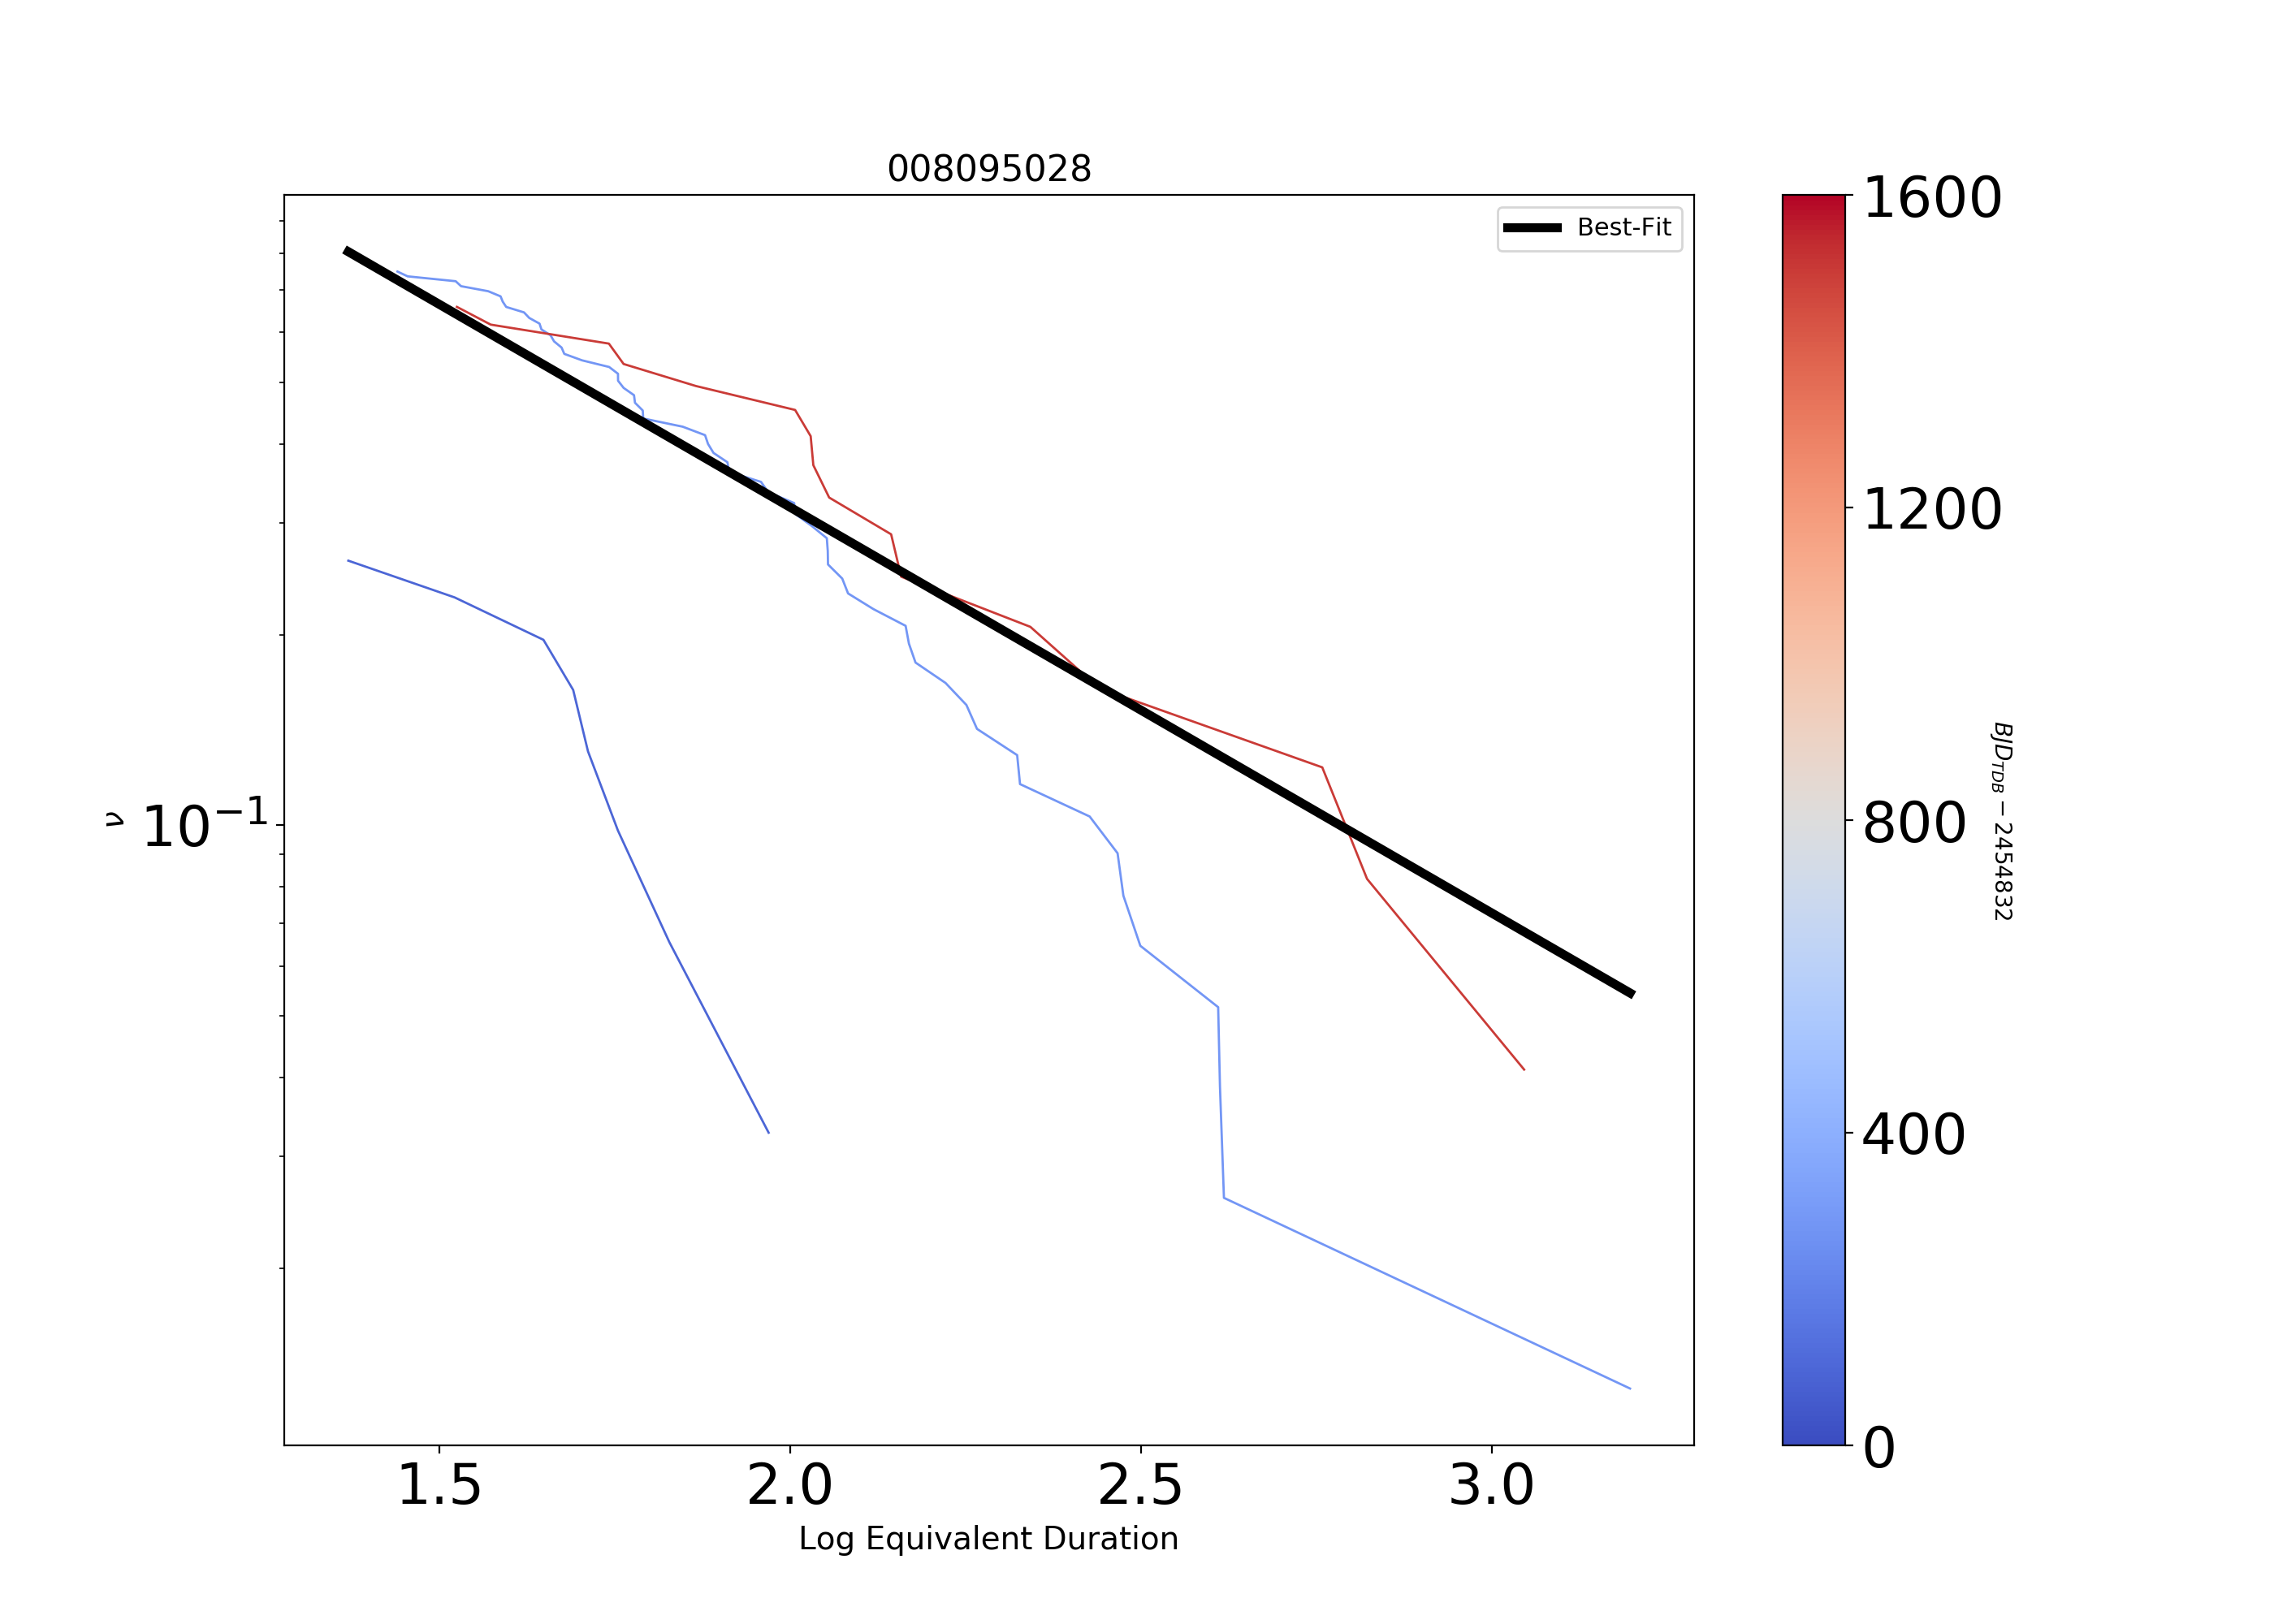 008095028
Best-Fit
ν 10⁻¹
1.5 2.0 2.5 3.0
Log Equivalent Duration
1600
1200
800
400
0
BJD_TDB − 2454832